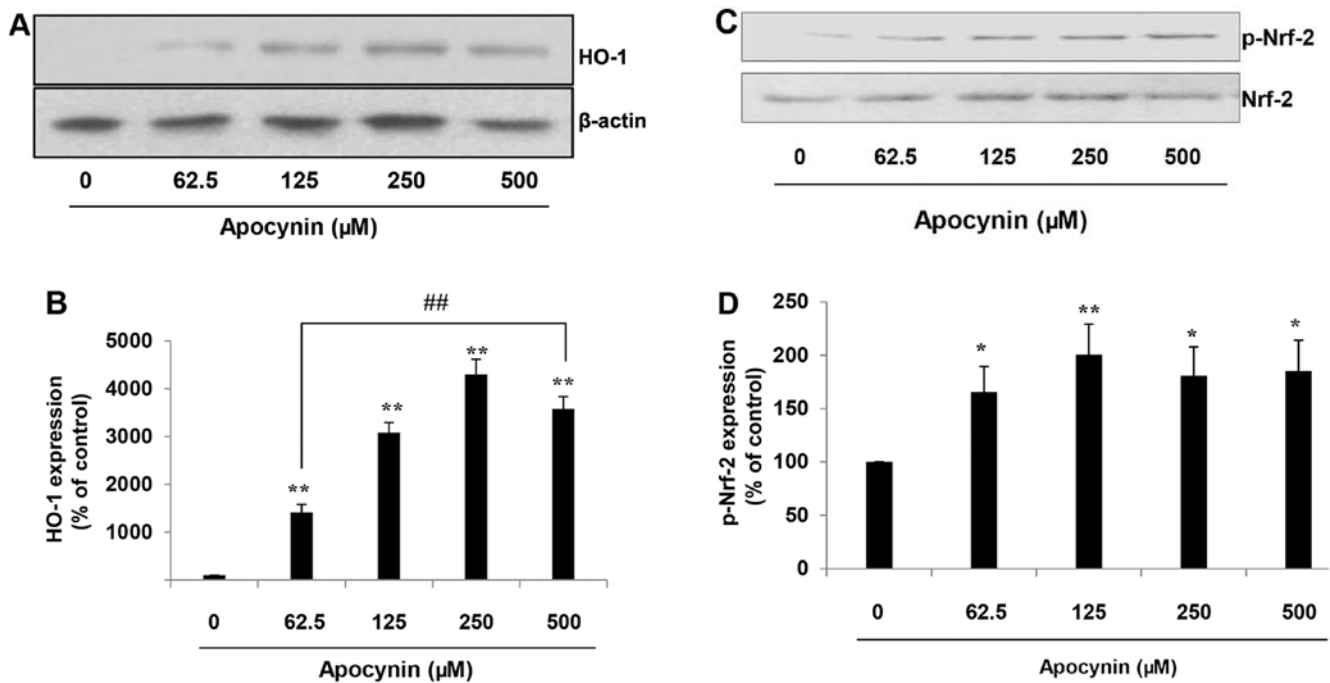 A
HO-1
β-actin
0 62.5 125 250 500
Apocynin (µM)
B
##
HO-1 expression
(% of control)
5000
4000
3000
2000
1000
**
**
**
**
0 62.5 125 250 500
Apocynin (µM)
C
p-Nrf-2
Nrf-2
0 62.5 125 250 500
Apocynin (µM)
D
p-Nrf-2 expression
(% of control)
250
200
150
100
50
0
*
**
*
*
0 62.5 125 250 500
Apocynin (µM)